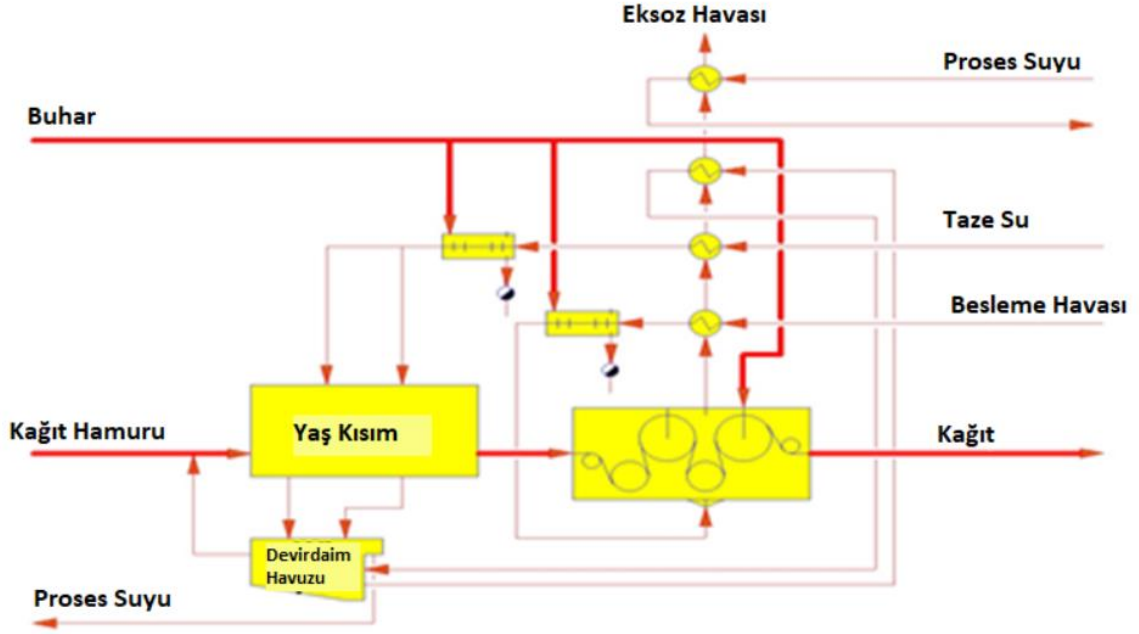 Eksoz Havası
Proses Suyu
Buhar
Taze Su
Besleme Havası
Kağıt Hamuru
Yaş Kısım
Kağıt
Devirdaim
Havuzu
Proses Suyu